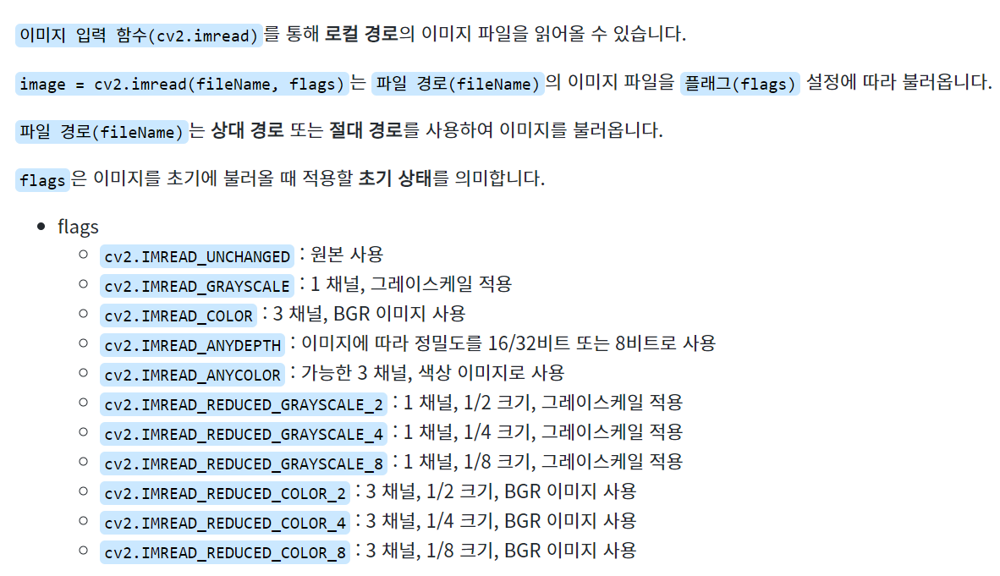 이미지 입력 함수(cv2.imread)를 통해 로컬 경로의 이미지 파일을 읽어올 수 있습니다.
image = cv2.imread(fileName, flags)는 파일 경로(fileName)의 이미지 파일을 플래그(flags) 설정에 따라 불러옵니다.
파일 경로(fileName)는 상대 경로 또는 절대 경로를 사용하여 이미지를 불러옵니다.
flags은 이미지를 초기에 불러올 때 적용할 초기 상태를 의미합니다.
flags
cv2.IMREAD_UNCHANGED : 원본 사용
cv2.IMREAD_GRAYSCALE : 1 채널, 그레이스케일 적용
cv2.IMREAD_COLOR : 3 채널, BGR 이미지 사용
cv2.IMREAD_ANYDEPTH : 이미지에 따라 정밀도를 16/32비트 또는 8비트로 사용
cv2.IMREAD_ANYCOLOR : 가능한 3 채널, 색상 이미지로 사용
cv2.IMREAD_REDUCED_GRAYSCALE_2 : 1 채널, 1/2 크기, 그레이스케일 적용
cv2.IMREAD_REDUCED_GRAYSCALE_4 : 1 채널, 1/4 크기, 그레이스케일 적용
cv2.IMREAD_REDUCED_GRAYSCALE_8 : 1 채널, 1/8 크기, 그레이스케일 적용
cv2.IMREAD_REDUCED_COLOR_2 : 3 채널, 1/2 크기, BGR 이미지 사용
cv2.IMREAD_REDUCED_COLOR_4 : 3 채널, 1/4 크기, BGR 이미지 사용
cv2.IMREAD_REDUCED_COLOR_8 : 3 채널, 1/8 크기, BGR 이미지 사용